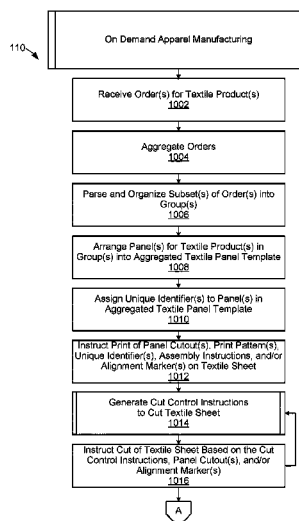 On Demand Apparel Manufacturing
110
Receive Order(s) for Textile Product(s)
1002
Aggregate Orders
1004
Parse and Organize Subset(s) of Order(s) into
Group(s)
1006
Arrange Panel(s) for Textile Product(s) in
Group(s) into Aggregated Textile Panel Template
1008
Assign Unique Identifier(s) to Panel(s) in
Aggregated Textile Panel Template
1010
Instruct Print of Panel Cutout(s), Print Pattern(s),
Unique Identifier(s), Assembly Instructions, and/or
Alignment Marker(s) on Textile Sheet
1012
Generate Cut Control Instructions
to Cut Textile Sheet
1014
Instruct Cut of Textile Sheet Based on the Cut
Control Instructions, Panel Cutout(s), and/or
Alignment Marker(s)
1016
A